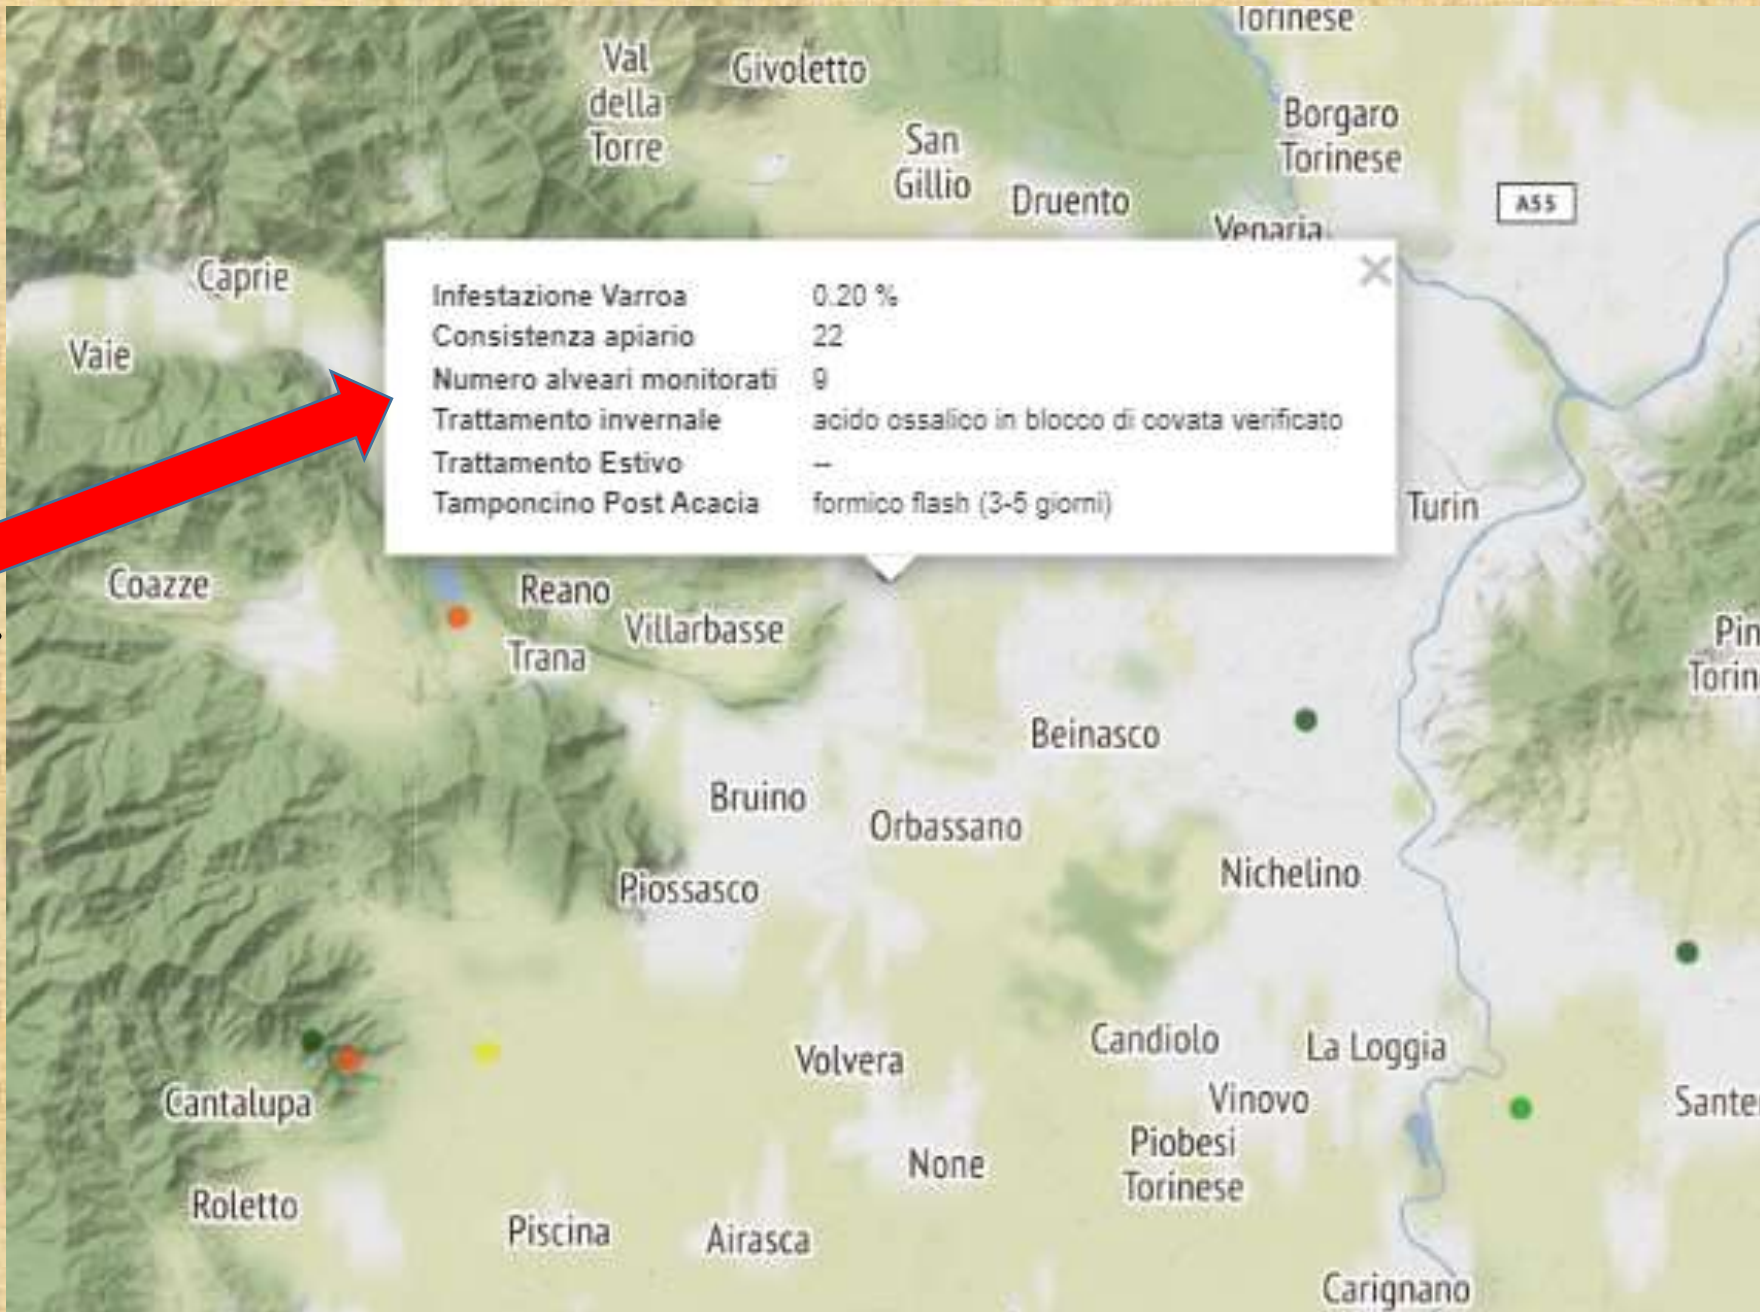 Torinese
Val
della
Torre
Givoletto
San
Gillio
Druento
Borgaro
Torinese
A55
Venaria
Caprie
Vaie
Infestazione Varroa 0.20 %
Consistenza apiario 22
Numero alveari monitorati 9
Trattamento invernale acido ossalico in blocco di covata verificato
Trattamento Estivo --
Tamponcino Post Acacia formico flash (3-5 giorni)
Turin
Coazze
Reano
Villarbasse
Trana
Pin
Torin
Beinasco
Bruino
Orbassano
Nichelino
Piossasco
Candiolo
La Loggia
Volvera
Cantalupa
Vinovo
Sante
Piobesi
Torinese
None
Roletto
Piscina
Airasca
Carignano